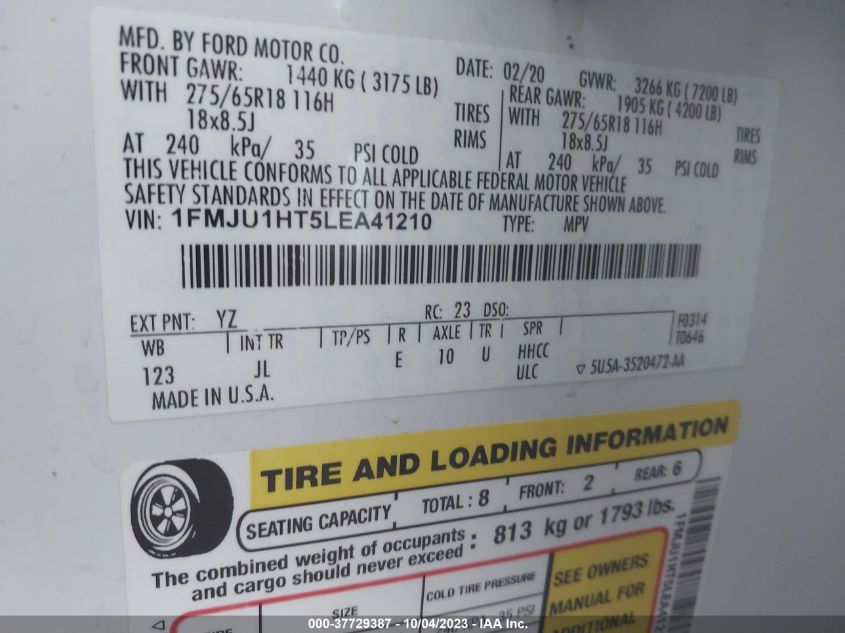 MFD. BY FORD MOTOR CO.
DATE: 02/20 GVWR: 3266 KG ( 7200 LB)
FRONT GAWR: 1440 KG ( 3175 LB)
WITH 275/65R18 116H TIRES
18x8.5J RIMS
AT 240 kPa/ 35 PSI COLD
REAR GAWR: 1905 KG ( 4200 LB)
WITH 275/65R18 116H TIRES
18x8.5J RIMS
AT 240 kPa/ 35 PSI COLD
THIS VEHICLE CONFORMS TO ALL APPLICABLE FEDERAL MOTOR VEHICLE
SAFETY STANDARDS IN EFFECT ON THE DATE OF MANUFACTURE SHOWN ABOVE.
VIN: 1FMJU1HT5LEA41210 TYPE: MPV
EXT PNT: YZ RC: 23 DSO:
WB INT TR TP/PS R AXLE TR SPR F0314
T0646
123 JL E 10 U HHCC
ULC ▽ 5U5A-3520472-AA
MADE IN U.S.A.
TIRE AND LOADING INFORMATION
SEATING CAPACITY TOTAL : 8 FRONT: 2 REAR: 6
The combined weight of occupants
and cargo should never exceed : 813 kg or 1793 lbs.
SIZE COLD TIRE PRESSURE SEE OWNERS
MANUAL FOR
35 PSI
ADDITIONAL
000-37729387 - 10/04/2023 - IAA Inc.